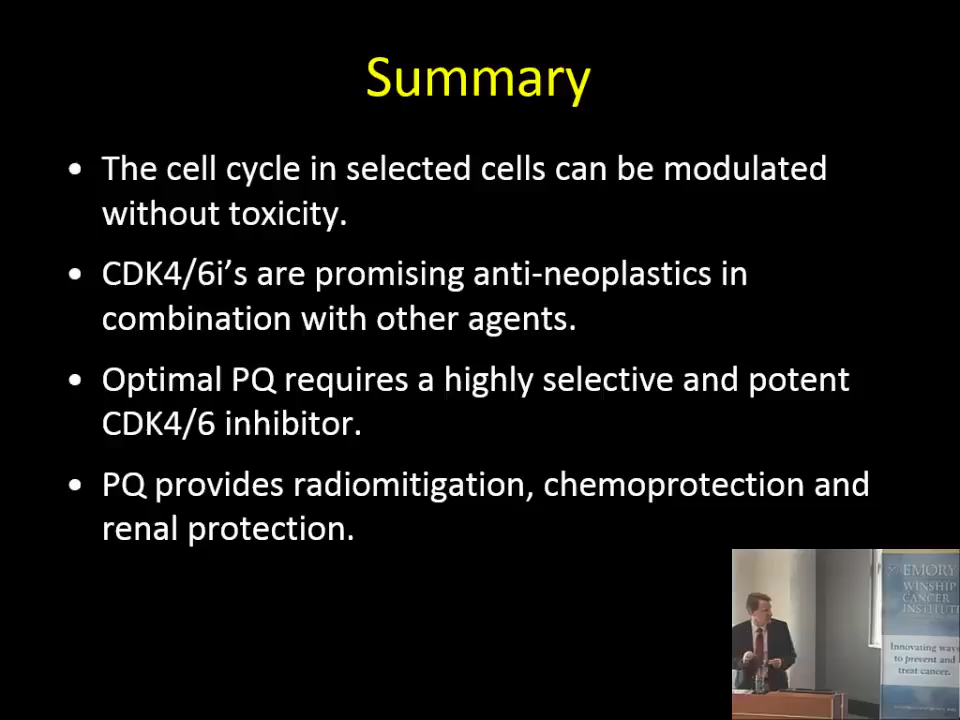 Summary
• The cell cycle in selected cells can be modulated
without toxicity.
• CDK4/6i's are promising anti-neoplastics in
combination with other agents.
• Optimal PQ requires a highly selective and potent
CDK4/6 inhibitor.
• PQ provides radiomitigation, chemoprotection and
renal protection.
EMORY
WINSHIP
CANCER
INSTITUTE
Innovating ways
to prevent and
treat cancer.